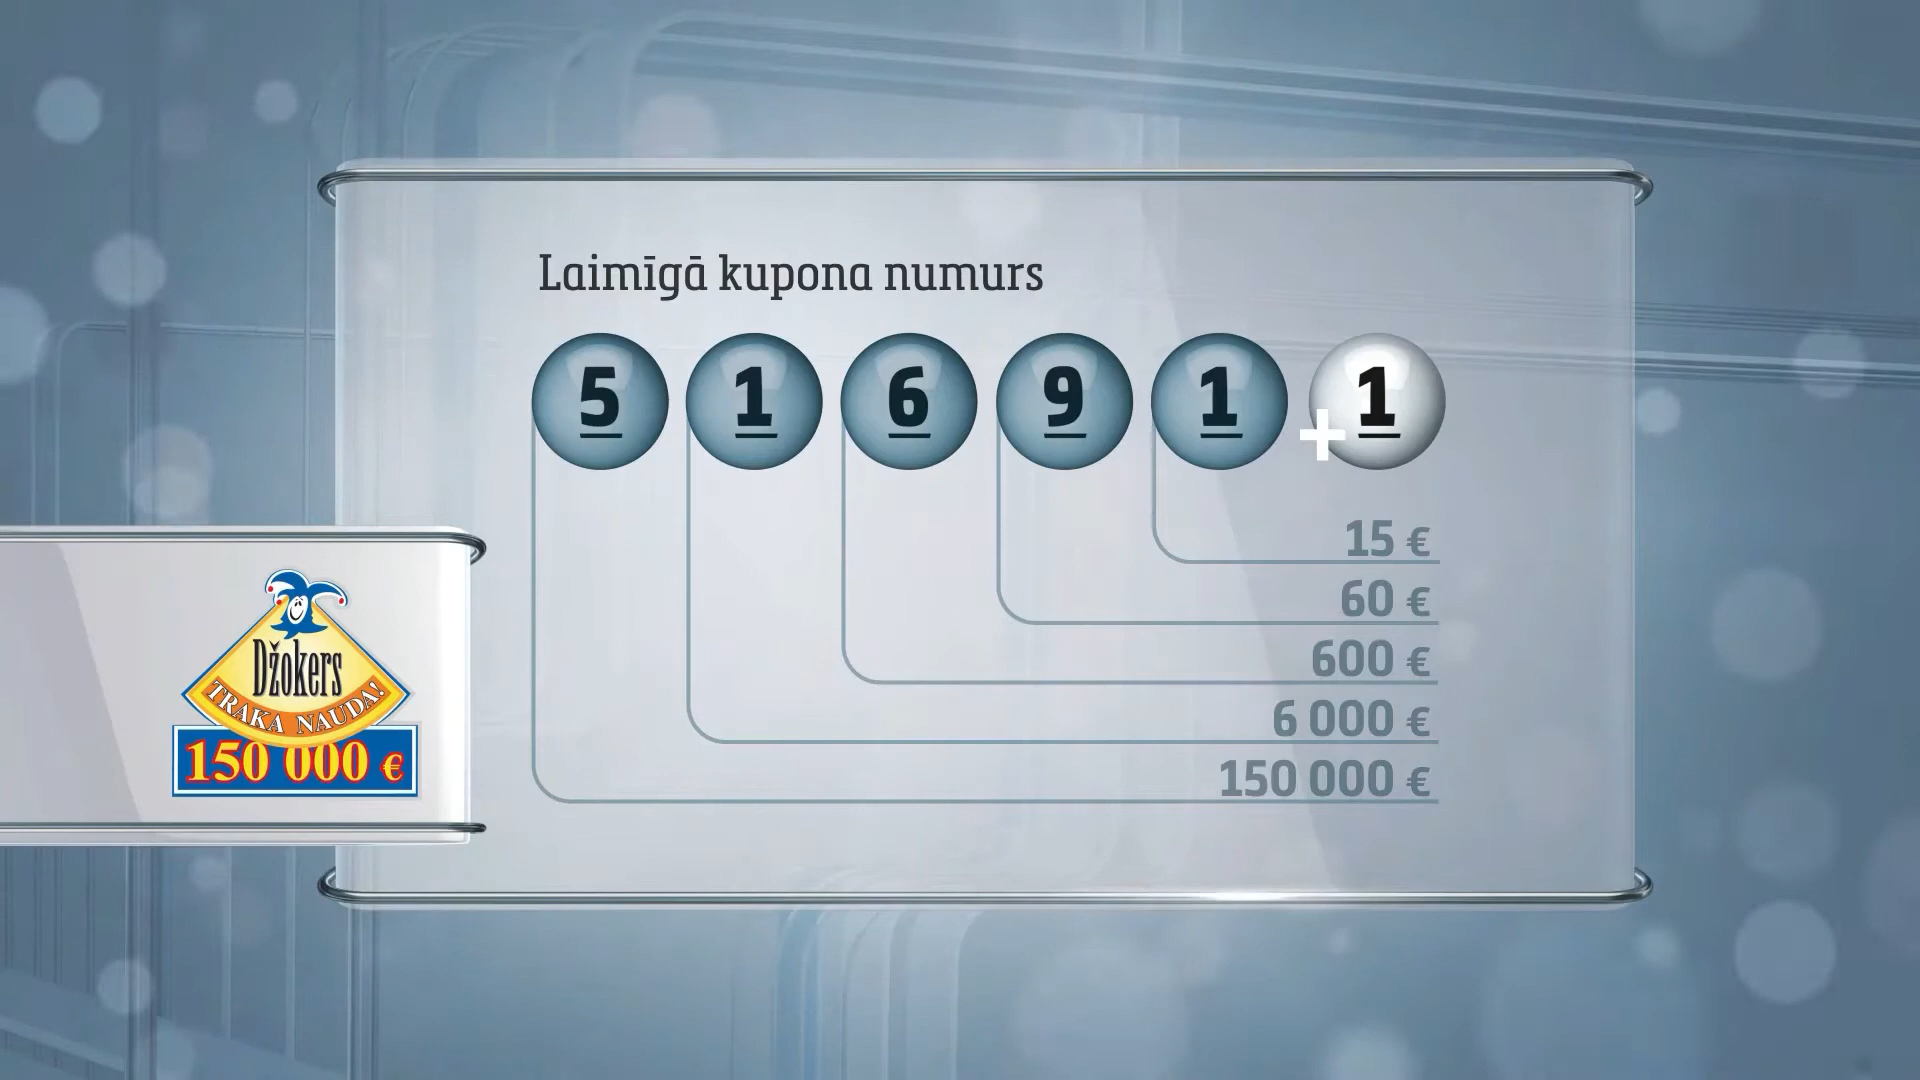 Laimīgā kupona numurs
5 1 6 9 1 + 1
15 €
60 €
600 €
6 000 €
150 000 €
Džokers
TRAKA NAUDA!
150 000 €